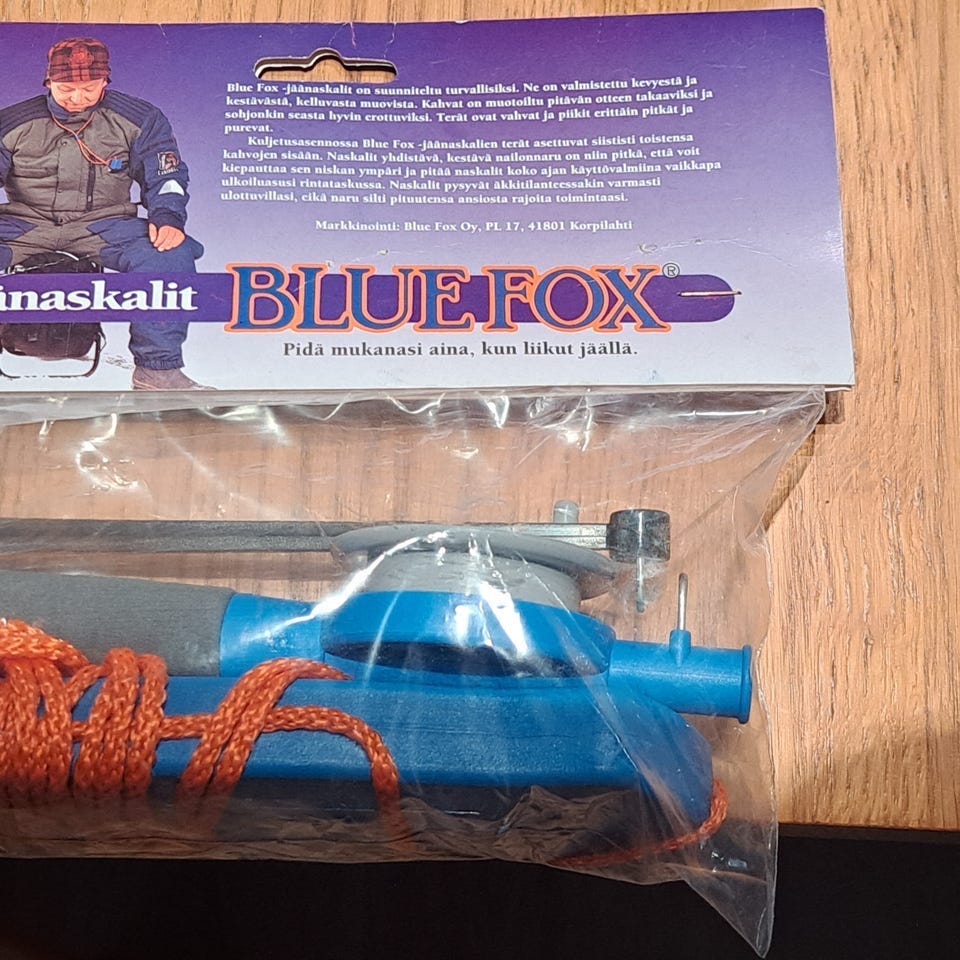 Blue Fox -jäänaskalit on suunniteltu turvallisiksi. Ne on valmistettu kevyestä ja
kestävästä, kelluvasta muovista. Kahvat on muotoiltu pitävän otteen takaaviksi ja
sohjonkin seasta hyvin erottuviksi. Terät ovat vahvat ja piikit erittäin pitkät ja
purevat.
Kuljetusasennossa Blue Fox -jäänaskalien terät asettuvat siististi toistensa
kahvojen sisään. Naskalit yhdistävä, kestävä nailonnaru on niin pitkä, että voit
kiepauttaa sen niskan ympäri ja pitää naskalit koko ajan käyttövalmiina vaikkapa
ulkoiluasusi rintataskussa. Naskalit pysyvät äkkitilanteessakin varmasti
ulottuvillasi, eikä naru silti pituutensa ansiosta rajoita toimintaasi.
Markkinointi: Blue Fox Oy, PL 17, 41801 Korpilahti
änaskalit BLUE FOX®
Pidä mukanasi aina, kun liikut jäällä.